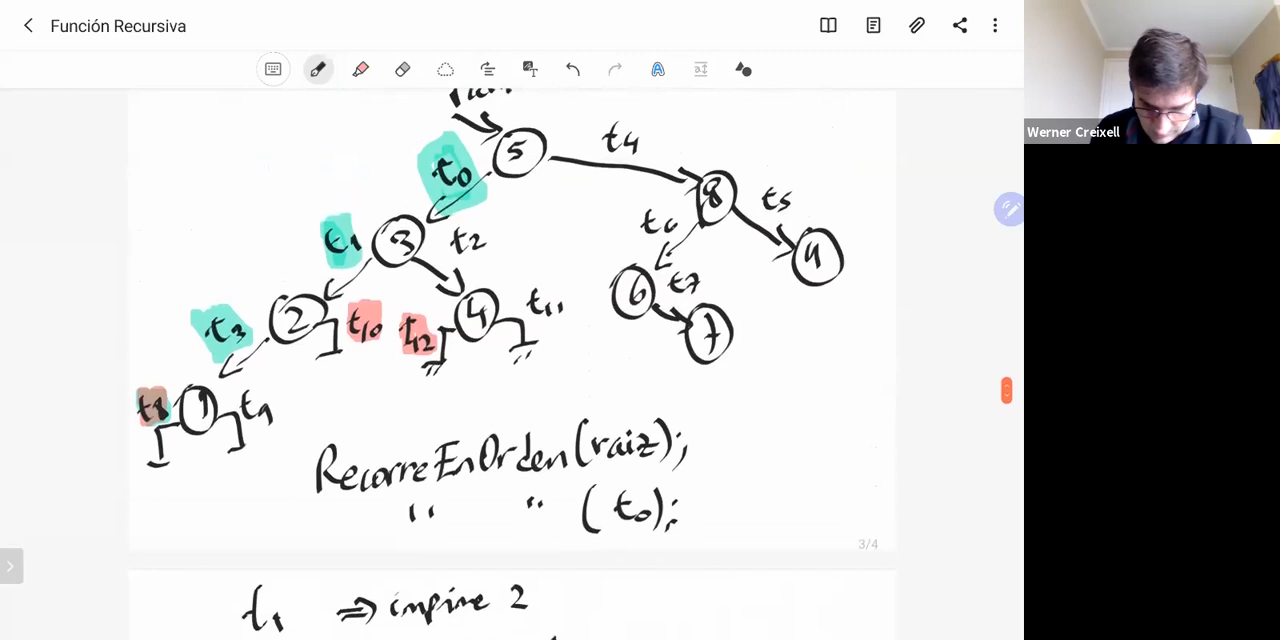 Función Recursiva
Werner Creixell
5
t4
t0
8
t5
t1
3
t2
t6
9
6
t7
2
t10
t12
4
t11
t3
7
t8
1
t9
RecorreEnOrden(raiz);
" " (t0);
3/4
t1 ⇒ imprime 2